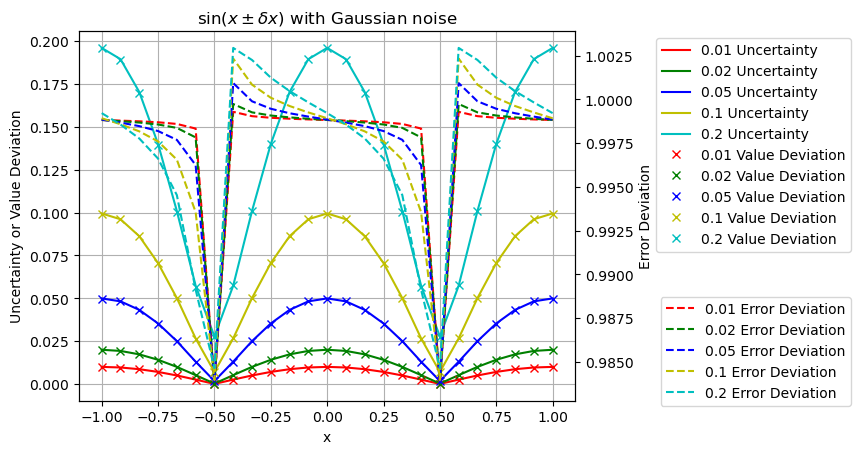 sin(x ± δx) with Gaussian noise
Uncertainty or Value Deviation
0.200
0.175
0.150
0.125
0.100
0.075
0.050
0.025
0.000
−1.00 −0.75 −0.50 −0.25 0.00 0.25 0.50 0.75 1.00
x
1.0025
1.0000
0.9975
0.9950
0.9925
0.9900
0.9875
0.9850
Error Deviation
0.01 Uncertainty
0.02 Uncertainty
0.05 Uncertainty
0.1 Uncertainty
0.2 Uncertainty
0.01 Value Deviation
0.02 Value Deviation
0.05 Value Deviation
0.1 Value Deviation
0.2 Value Deviation
0.01 Error Deviation
0.02 Error Deviation
0.05 Error Deviation
0.1 Error Deviation
0.2 Error Deviation